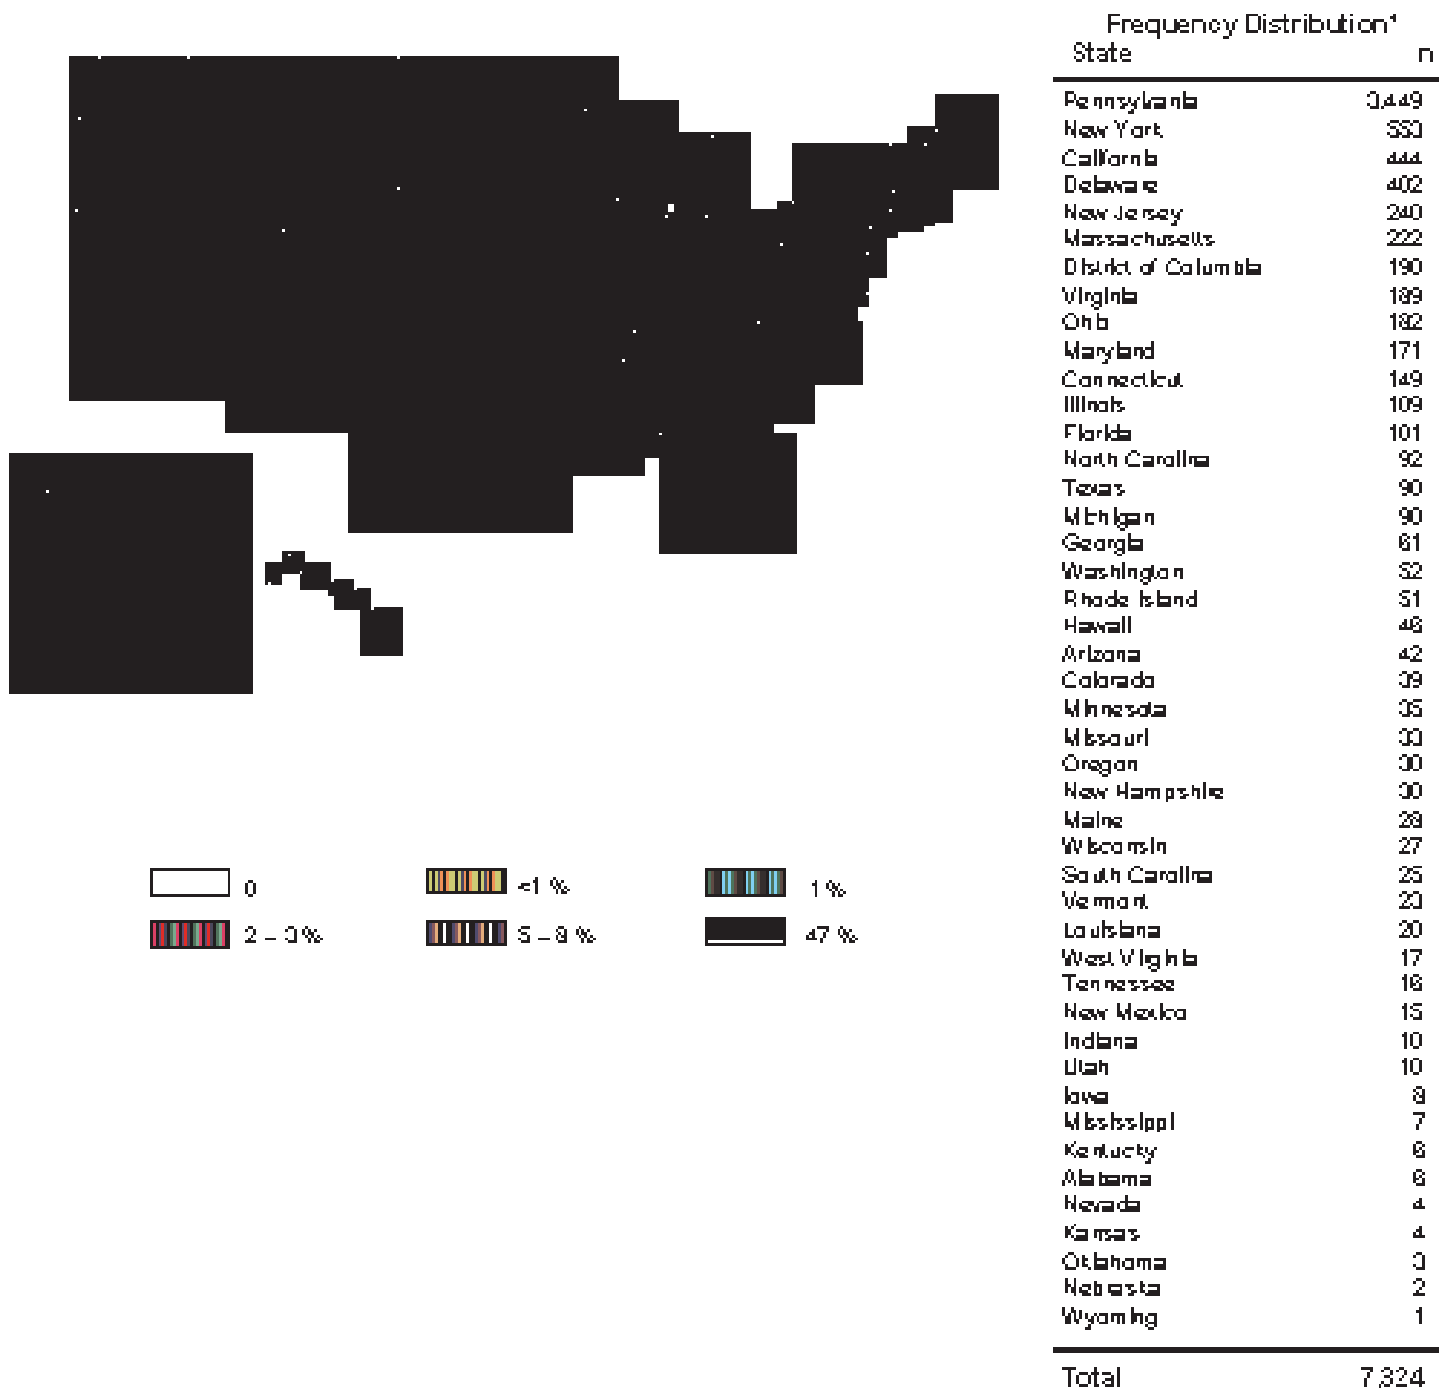 Frequency Distribution*
State n
Pennsylvania 3,449
New York 553
California 444
Delaware 402
New Jersey 240
Massachusetts 222
District of Columbia 190
Virginia 189
Ohio 182
Maryland 171
Connecticut 149
Illinois 109
Florida 101
North Carolina 92
Texas 90
Michigan 90
Georgia 61
Washington 52
Rhode Island 51
Hawaii 46
Arizona 42
Colorado 39
Minnesota 35
Missouri 33
Oregon 30
New Hampshire 30
Maine 28
Wisconsin 27
South Carolina 25
Vermont 23
Louisiana 20
West Virginia 17
Tennessee 16
New Mexico 15
Indiana 10
Utah 10
Iowa 8
Mississippi 7
Kentucky 6
Alabama 6
Nevada 4
Kansas 4
Oklahoma 3
Nebraska 2
Wyoming 1
Total 7,324
0 <1 % 1 %
2 – 3 % 5 – 8 % 47 %